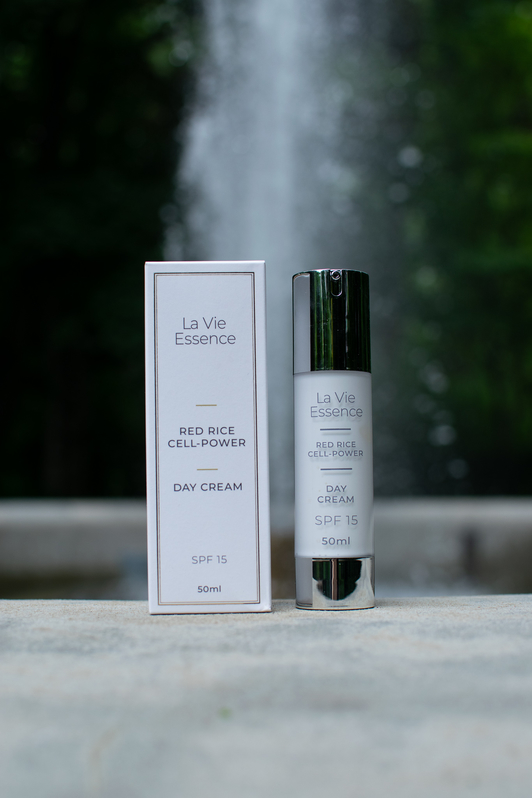 La Vie
Essence
RED RICE
CELL-POWER
DAY CREAM
SPF 15
50ml
La Vie
Essence
RED RICE
CELL-POWER
DAY
CREAM
SPF 15
50ml